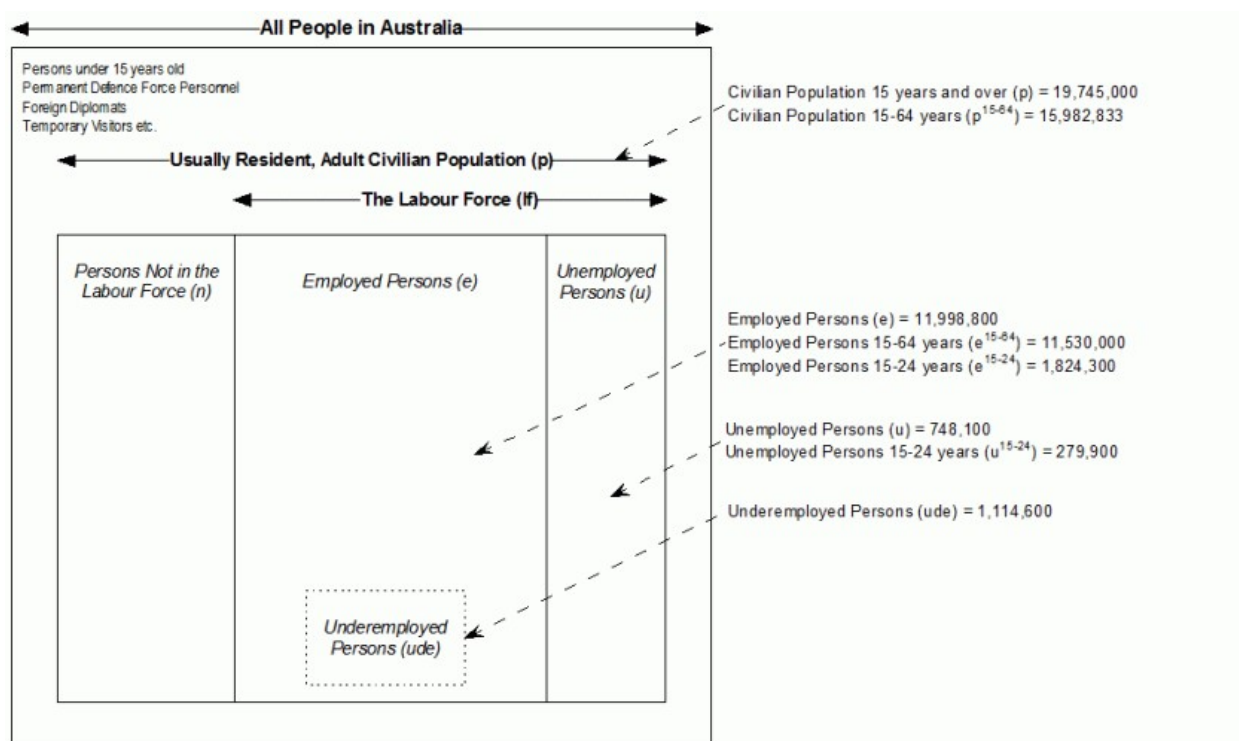 All People in Australia
Persons under 15 years old
Permanent Defence Force Personnel
Foreign Diplomats
Temporary Visitors etc.
Civilian Population 15 years and over (p) = 19,745,000
Civilian Population 15-64 years (p^15-64) = 15,982,833
Usually Resident, Adult Civilian Population (p)
The Labour Force (lf)
Persons Not in the
Labour Force (n)
Employed Persons (e)
Unemployed
Persons (u)
Employed Persons (e) = 11,998,800
Employed Persons 15-64 years (e^15-64) = 11,530,000
Employed Persons 15-24 years (e^15-24) = 1,824,300
Unemployed Persons (u) = 748,100
Unemployed Persons 15-24 years (u^15-24) = 279,900
Underemployed Persons (ude) = 1,114,600
Underemployed
Persons (ude)